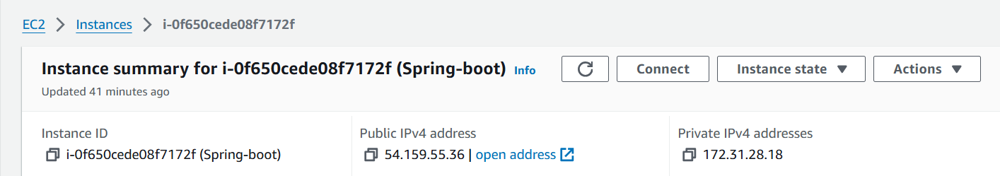 EC2 > Instances > i-0f650cede08f7172f
Instance summary for i-0f650cede08f7172f (Spring-boot) Info
Connect Instance state Actions
Updated 41 minutes ago
Instance ID
i-0f650cede08f7172f (Spring-boot)
Public IPv4 address
54.159.55.36 | open address
Private IPv4 addresses
172.31.28.18